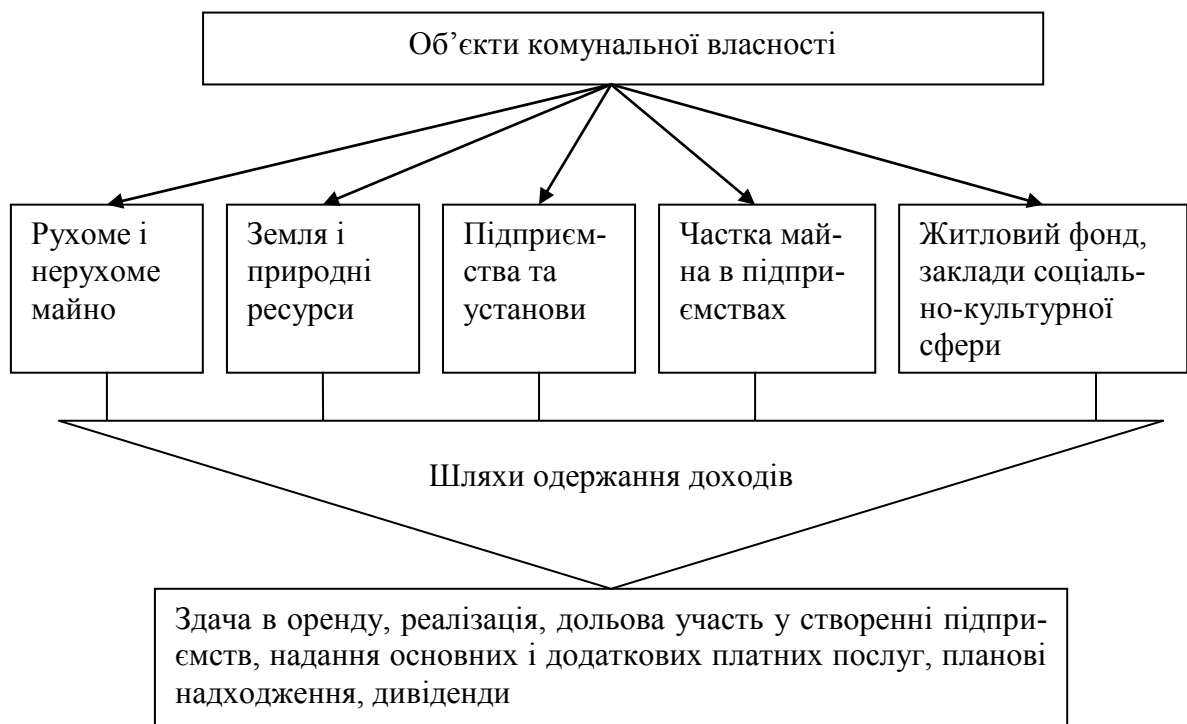 Об’єкти комунальної власності
Рухоме і
нерухоме
майно
Земля і
природні
ресурси
Підприєм-
ства та
установи
Частка май-
на в підпри-
ємствах
Житловий фонд,
заклади соціаль-
но-культурної
сфери
Шляхи одержання доходів
Здача в оренду, реалізація, дольова участь у створенні підпри-
ємств, надання основних і додаткових платних послуг, планові
надходження, дивіденди